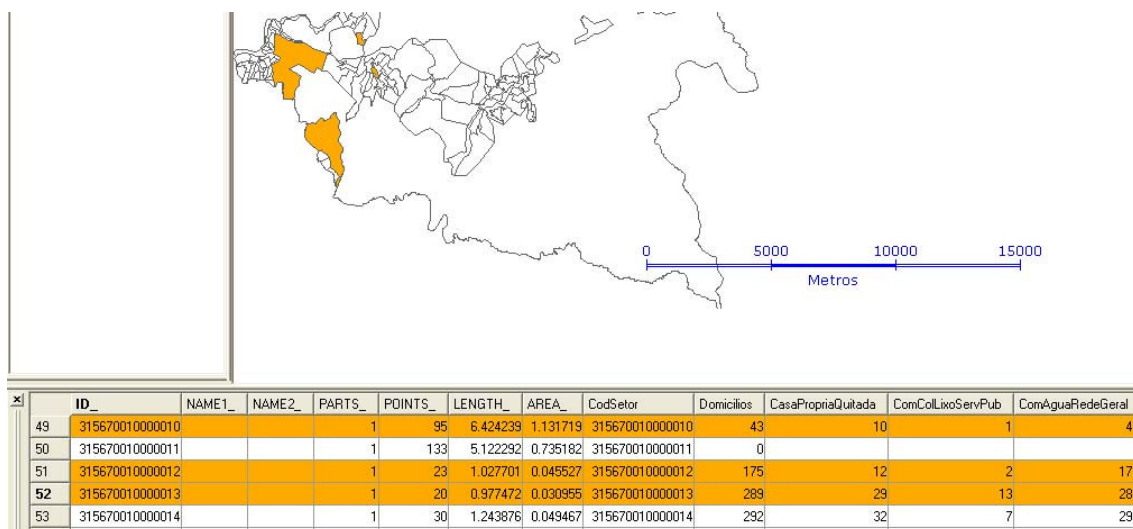 0 5000 10000 15000
Metros
ID_ NAME1_ NAME2_ PARTS_ POINTS_ LENGTH_ AREA_ CodSetor Domicilios CasaPropriaQuitada ComColLixoServPub ComAguaRedeGeral
49 315670010000010 1 95 6.424239 1.131719 315670010000010 43 10 1 4
50 315670010000011 1 133 5.122292 0.735182 315670010000011 0
51 315670010000012 1 23 1.027701 0.045527 315670010000012 175 12 2 17
52 315670010000013 1 20 0.977472 0.030955 315670010000013 289 29 13 28
53 315670010000014 1 30 1.243876 0.049467 315670010000014 292 32 7 29